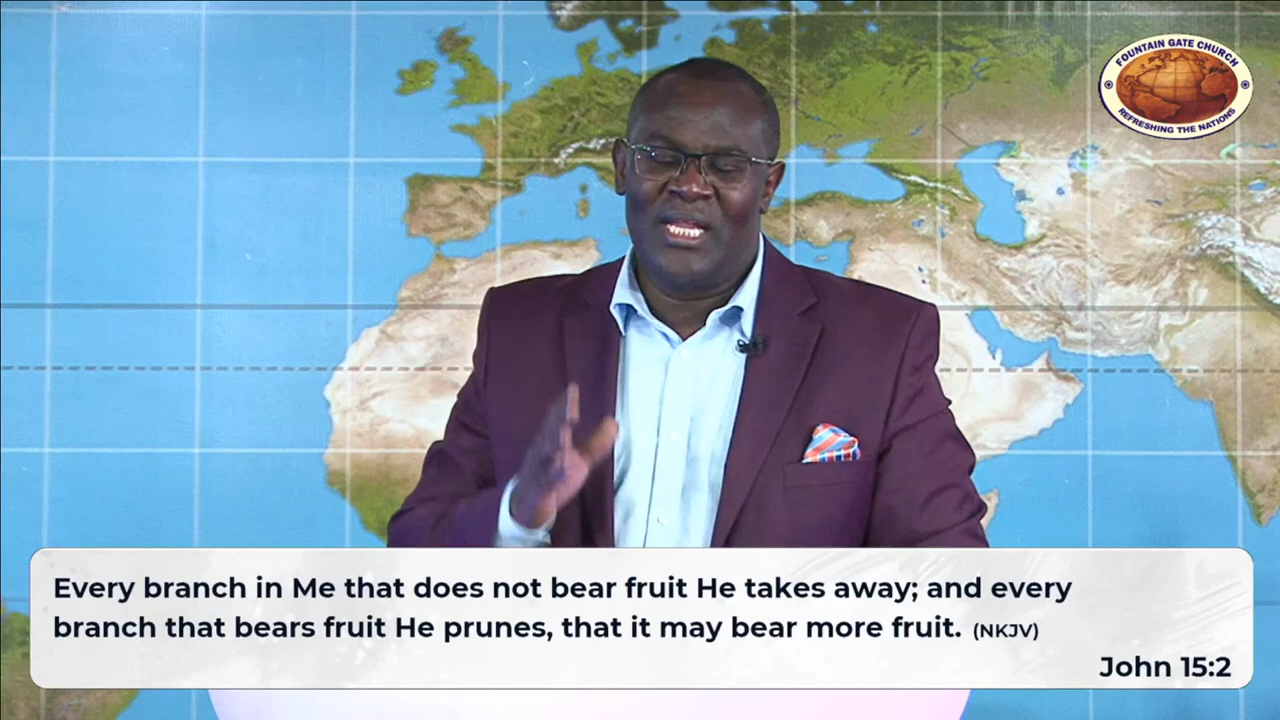 FOUNTAIN GATE CHURCH
REFRESHING THE NATIONS
Every branch in Me that does not bear fruit He takes away; and every
branch that bears fruit He prunes, that it may bear more fruit. (NKJV)
John 15:2